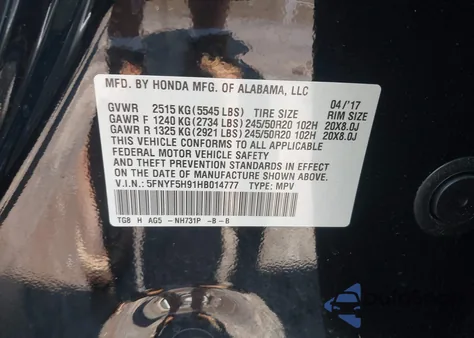 MFD. BY HONDA MFG. OF ALABAMA, LLC
GVWR 2515 KG (5545 LBS) TIRE SIZE 04/'17 RIM SIZE
GAWR F 1240 KG (2734 LBS) 245/50R20 102H 20X8.0J
GAWR R 1325 KG (2921 LBS) 245/50R20 102H 20X8.0J
THIS VEHICLE CONFORMS TO ALL APPLICABLE
FEDERAL MOTOR VEHICLE SAFETY, BUMPER, AND
THEFT PREVENTION STANDARDS IN EFFECT ON
THE DATE OF MANUFACTURE SHOWN ABOVE.
V.I.N.: 5FNYF5H91HB014777 TYPE: MPV
TG8 H AG5 -NH731P -B -B